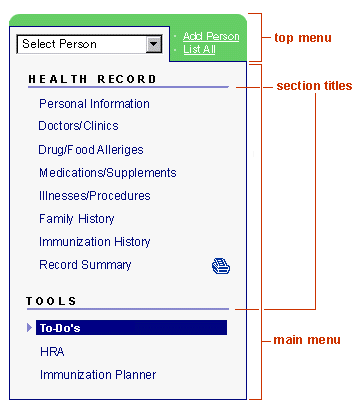 Select Person
Add Person
List All
top menu
HEALTH RECORD
section titles
Personal Information
Doctors/Clinics
Drug/Food Alleriges
Medications/Supplements
Illnesses/Procedures
Family History
Immunization History
Record Summary
TOOLS
To-Do's
main menu
HRA
Immunization Planner